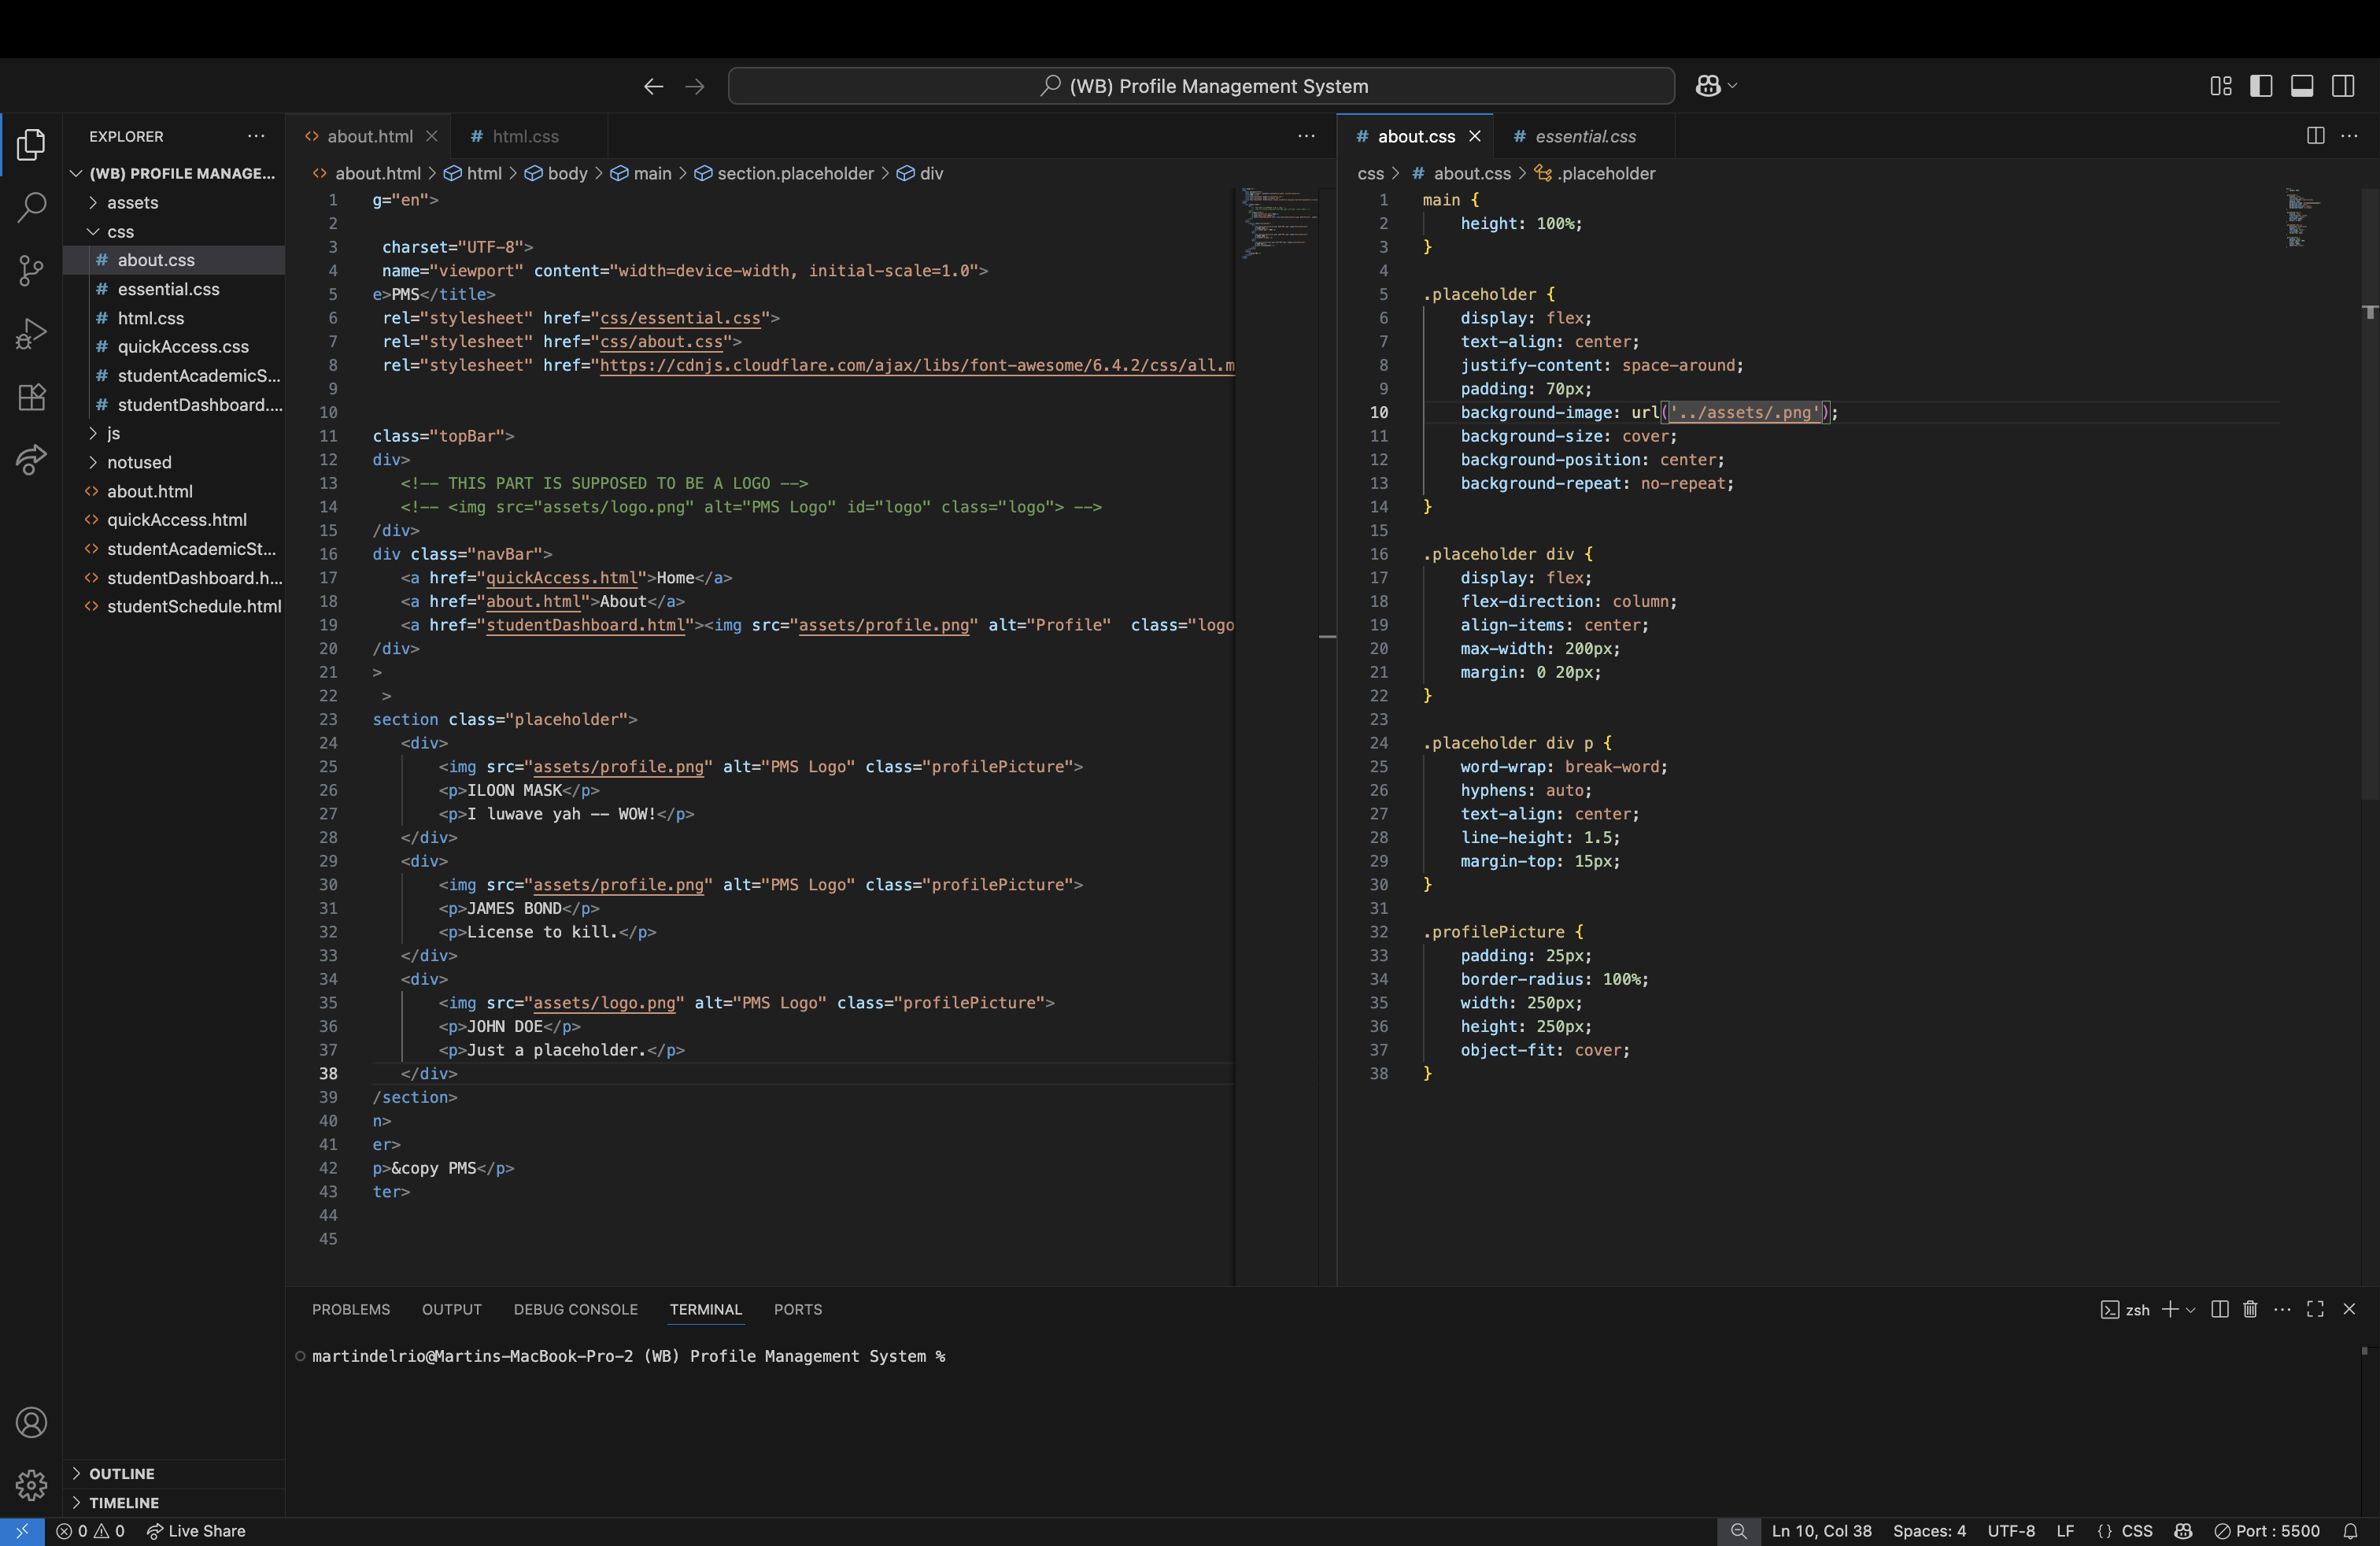 (WB) Profile Management System
EXPLORER
(WB) PROFILE MANAGE...
assets
css
about.css
essential.css
html.css
quickAccess.css
studentAcademicS...
studentDashboard....
js
notused
about.html
quickAccess.html
studentAcademicSt...
studentDashboard.h...
studentSchedule.html
OUTLINE
TIMELINE
about.html
html.css
about.html > html > body > main > section.placeholder > div
1 g="en">
2
3 charset="UTF-8">
4 name="viewport" content="width=device-width, initial-scale=1.0">
5 e>PMS</title>
6 rel="stylesheet" href="css/essential.css">
7 rel="stylesheet" href="css/about.css">
8 rel="stylesheet" href="https://cdnjs.cloudflare.com/ajax/libs/font-awesome/6.4.2/css/all.m
9
10
11 class="topBar">
12 div>
13 <!-- THIS PART IS SUPPOSED TO BE A LOGO -->
14 <!-- <img src="assets/logo.png" alt="PMS Logo" id="logo" class="logo"> -->
15 /div>
16 div class="navBar">
17 <a href="quickAccess.html">Home</a>
18 <a href="about.html">About</a>
19 <a href="studentDashboard.html"><img src="assets/profile.png" alt="Profile"  class="logo
20 /div>
21 >
22 >
23 section class="placeholder">
24 <div>
25 <img src="assets/profile.png" alt="PMS Logo" class="profilePicture">
26 <p>ILOON MASK</p>
27 <p>I luwave yah -- WOW!</p>
28 </div>
29 <div>
30 <img src="assets/profile.png" alt="PMS Logo" class="profilePicture">
31 <p>JAMES BOND</p>
32 <p>License to kill.</p>
33 </div>
34 <div>
35 <img src="assets/logo.png" alt="PMS Logo" class="profilePicture">
36 <p>JOHN DOE</p>
37 <p>Just a placeholder.</p>
38 </div>
39 /section>
40 n>
41 er>
42 p>&copy PMS</p>
43 ter>
44
45
about.css
essential.css
css > about.css > .placeholder
1 main {
2 height: 100%;
3 }
4
5 .placeholder {
6 display: flex;
7 text-align: center;
8 justify-content: space-around;
9 padding: 70px;
10 background-image: url('../assets/.png');
11 background-size: cover;
12 background-position: center;
13 background-repeat: no-repeat;
14 }
15
16 .placeholder div {
17 display: flex;
18 flex-direction: column;
19 align-items: center;
20 max-width: 200px;
21 margin: 0 20px;
22 }
23
24 .placeholder div p {
25 word-wrap: break-word;
26 hyphens: auto;
27 text-align: center;
28 line-height: 1.5;
29 margin-top: 15px;
30 }
31
32 .profilePicture {
33 padding: 25px;
34 border-radius: 100%;
35 width: 250px;
36 height: 250px;
37 object-fit: cover;
38 }
PROBLEMS OUTPUT DEBUG CONSOLE TERMINAL PORTS
zsh
martindelrio@Martins-MacBook-Pro-2 (WB) Profile Management System %
0 0 Live Share
Ln 10, Col 38 Spaces: 4 UTF-8 LF {} CSS Port : 5500